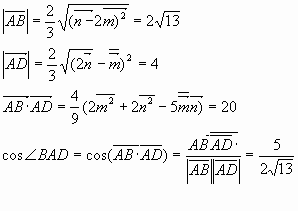 |AB| = 2/3 √((n−2m)²) = 2√13
|AD| = 2/3 √((2n−m)²) = 4
AB·AD = 4/9 (2m² + 2n² − 5mn) = 20
cos∠BAD = cos(AB·AD) = AB·AD / |AB||AD| = 5 / 2√13